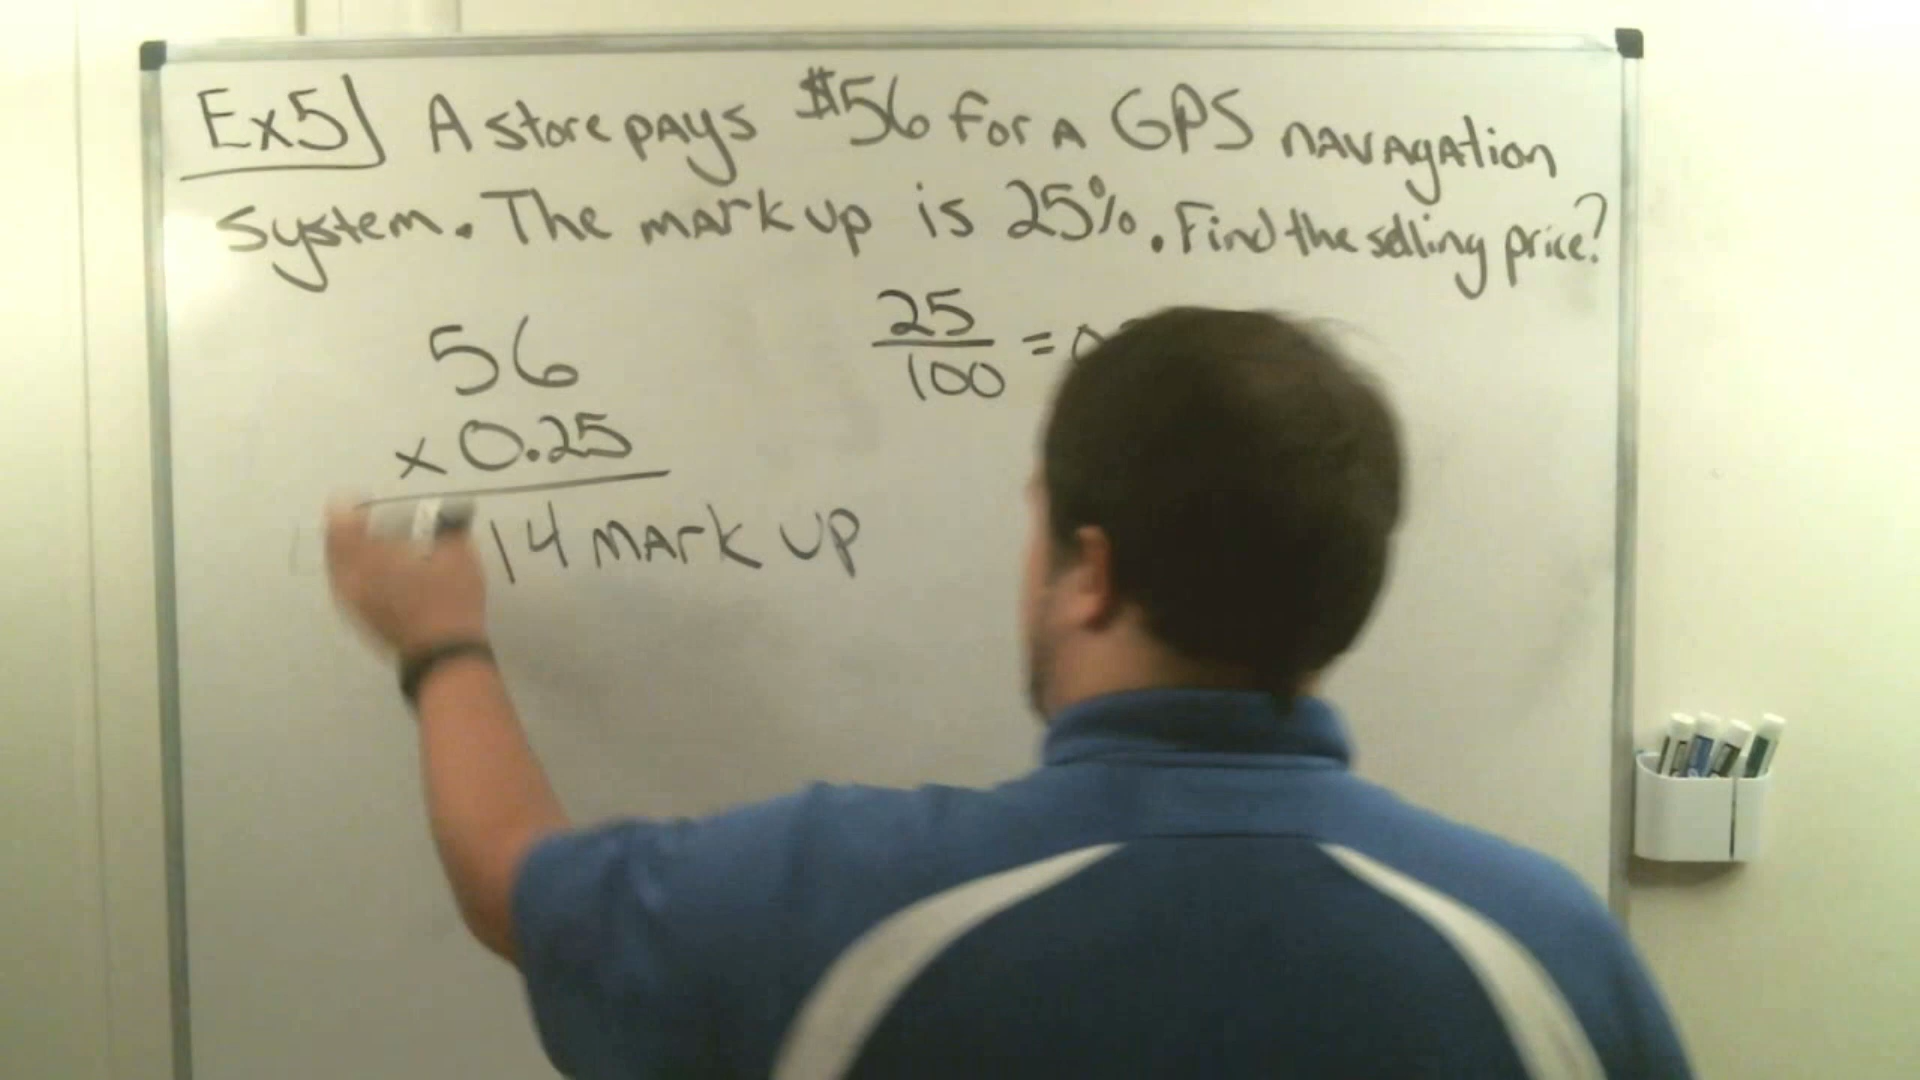 Ex5) A store pays $56 for a GPS navagation
system. The mark up is 25%. Find the selling price?
56
x 0.25
14 mark up
25
100 =